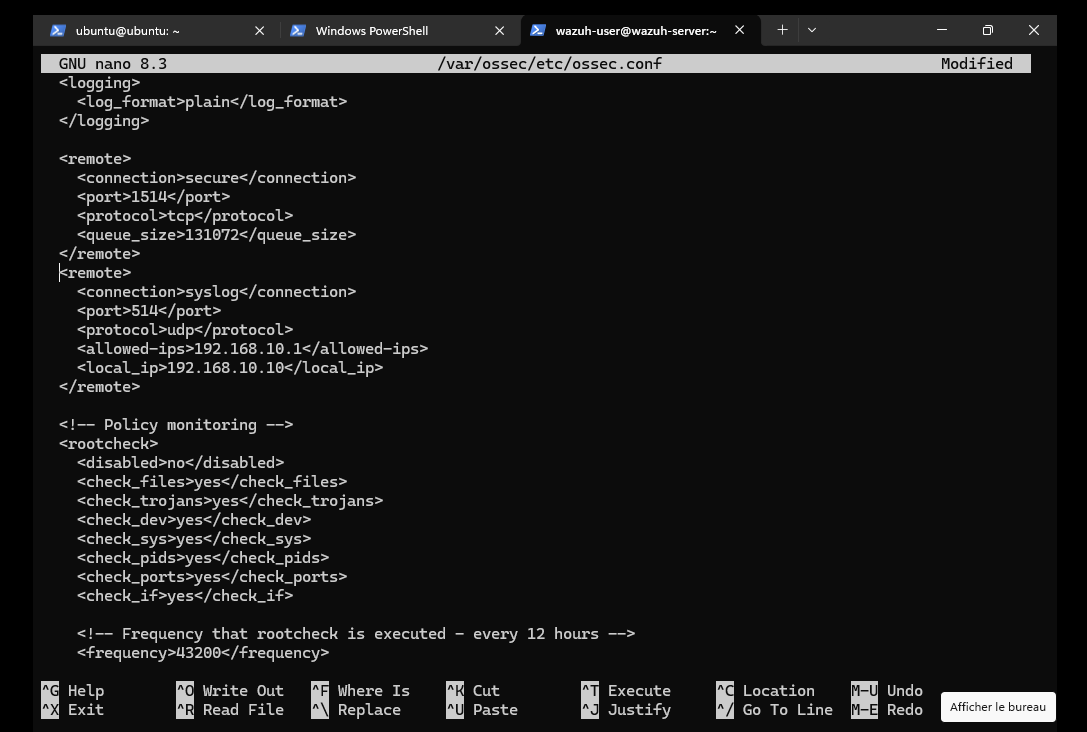 ubuntu@ubuntu: ~ Windows PowerShell wazuh-user@wazuh-server:~
GNU nano 8.3 /var/ossec/etc/ossec.conf Modified
<logging>
<log_format>plain</log_format>
</logging>
<remote>
<connection>secure</connection>
<port>1514</port>
<protocol>tcp</protocol>
<queue_size>131072</queue_size>
</remote>
<remote>
<connection>syslog</connection>
<port>514</port>
<protocol>udp</protocol>
<allowed-ips>192.168.10.1</allowed-ips>
<local_ip>192.168.10.10</local_ip>
</remote>
<!-- Policy monitoring -->
<rootcheck>
<disabled>no</disabled>
<check_files>yes</check_files>
<check_trojans>yes</check_trojans>
<check_dev>yes</check_dev>
<check_sys>yes</check_sys>
<check_pids>yes</check_pids>
<check_ports>yes</check_ports>
<check_if>yes</check_if>
<!-- Frequency that rootcheck is executed - every 12 hours -->
<frequency>43200</frequency>
^G Help ^O Write Out ^F Where Is ^K Cut ^T Execute ^C Location M-U Undo
^X Exit ^R Read File ^\ Replace ^U Paste ^J Justify ^/ Go To Line M-E Redo
Afficher le bureau